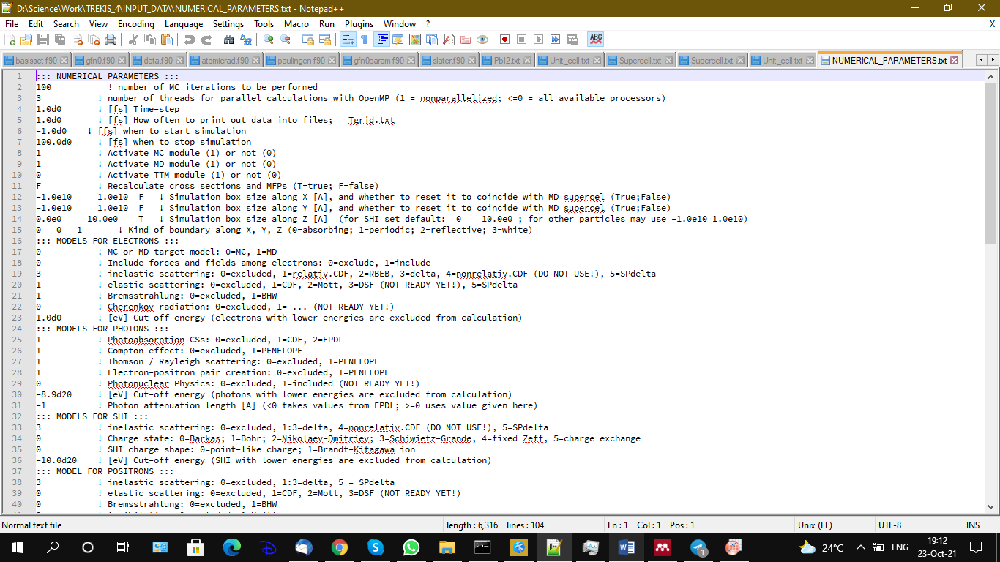 D:\Science\Work\TREKIS_4\INPUT_DATA\NUMERICAL_PARAMETERS.txt - Notepad++
File Edit Search View Encoding Language Settings Tools Macro Run Plugins Window ? X
basisset.f90 gfn0.f90 data.f90 atomicrad.f90 paulingen.f90 gfn0param.f90 slater.f90 PbI2.txt Unit_cell.txt Supercell.txt Supercell.txt Unit_cell.txt NUMERICAL_PARAMETERS.txt
1 ::: NUMERICAL PARAMETERS :::
2 100 ! number of MC iterations to be performed
3 3 ! number of threads for parallel calculations with OpenMP (1 = nonparallelized; <=0 = all available processors)
4 1.0d0 ! [fs] Time-step
5 1.0d0 ! [fs] How often to print out data into files; Tgrid.txt
6 -1.0d0 ! [fs] when to start simulation
7 100.0d0 ! [fs] when to stop simulation
8 1 ! Activate MC module (1) or not (0)
9 1 ! Activate MD module (1) or not (0)
10 0 ! Activate TTM module (1) or not (0)
11 F ! Recalculate cross sections and MFPs (T=true; F=false)
12 -1.0e10 1.0e10 F ! Simulation box size along X [A], and whether to reset it to coincide with MD supercel (True;False)
13 -1.0e10 1.0e10 F ! Simulation box size along Y [A], and whether to reset it to coincide with MD supercel (True;False)
14 0.0e0 10.0e0 T ! Simulation box size along Z [A] (for SHI set default: 0 10.0e0 ; for other particles may use -1.0e10 1.0e10)
15 0 0 1 ! Kind of boundary along X, Y, Z (0=absorbing; 1=periodic; 2=reflective; 3=white)
16 ::: MODELS FOR ELECTRONS :::
17 0 ! MC or MD target model: 0=MC, 1=MD
18 0 ! Include forces and fields among electrons: 0=exclude, 1=include
19 3 ! inelastic scattering: 0=excluded, 1=relativ.CDF, 2=RBEB, 3=delta, 4=nonrelativ.CDF (DO NOT USE!), 5=SPdelta
20 1 ! elastic scattering: 0=excluded, 1=CDF, 2=Mott, 3=DSF (NOT READY YET!), 5=SPdelta
21 1 ! Bremsstrahlung: 0=excluded, 1=BHW
22 0 ! Cherenkov radiation: 0=excluded, 1= ... (NOT READY YET!)
23 1.0d0 ! [eV] Cut-off energy (electrons with lower energies are excluded from calculation)
24 ::: MODELS FOR PHOTONS :::
25 1 ! Photoabsorption CSs: 0=excluded, 1=CDF, 2=EPDL
26 1 ! Compton effect: 0=excluded, 1=PENELOPE
27 1 ! Thomson / Rayleigh scattering: 0=excluded, 1=PENELOPE
28 1 ! Electron-positron pair creation: 0=excluded, 1=PENELOPE
29 0 ! Photonuclear Physics: 0=excluded, 1=included (NOT READY YET!)
30 -8.9d20 ! [eV] Cut-off energy (photons with lower energies are excluded from calculation)
31 -1 ! Photon attenuation length [A] (<0 takes values from EPDL; >=0 uses value given here)
32 ::: MODELS FOR SHI :::
33 3 ! inelastic scattering: 0=excluded, 1:3=delta, 4=nonrelativ.CDF (DO NOT USE!), 5=SPdelta
34 0 ! Charge state: 0=Barkas; 1=Bohr; 2=Nikolaev-Dmitriev; 3=Schiwietz-Grande, 4=fixed Zeff, 5=charge exchange
35 0 ! SHI charge shape: 0=point-like charge; 1=Brandt-Kitagawa ion
36 -10.0d20 ! [eV] Cut-off energy (SHI with lower energies are excluded from calculation)
37 ::: MODEL FOR POSITRONS :::
38 3 ! inelastic scattering: 0=excluded, 1:3=delta, 5 = SPdelta
39 0 ! elastic scattering: 0=excluded, 1=CDF, 2=Mott, 3=DSF (NOT READY YET!)
40 0 ! Bremsstrahlung: 0=excluded, 1=BHW
Normal text file length : 6,316 lines : 104 Ln : 1 Col : 1 Pos : 1 Unix (LF) UTF-8 INS
24°C ENG 19:12
23-Oct-21